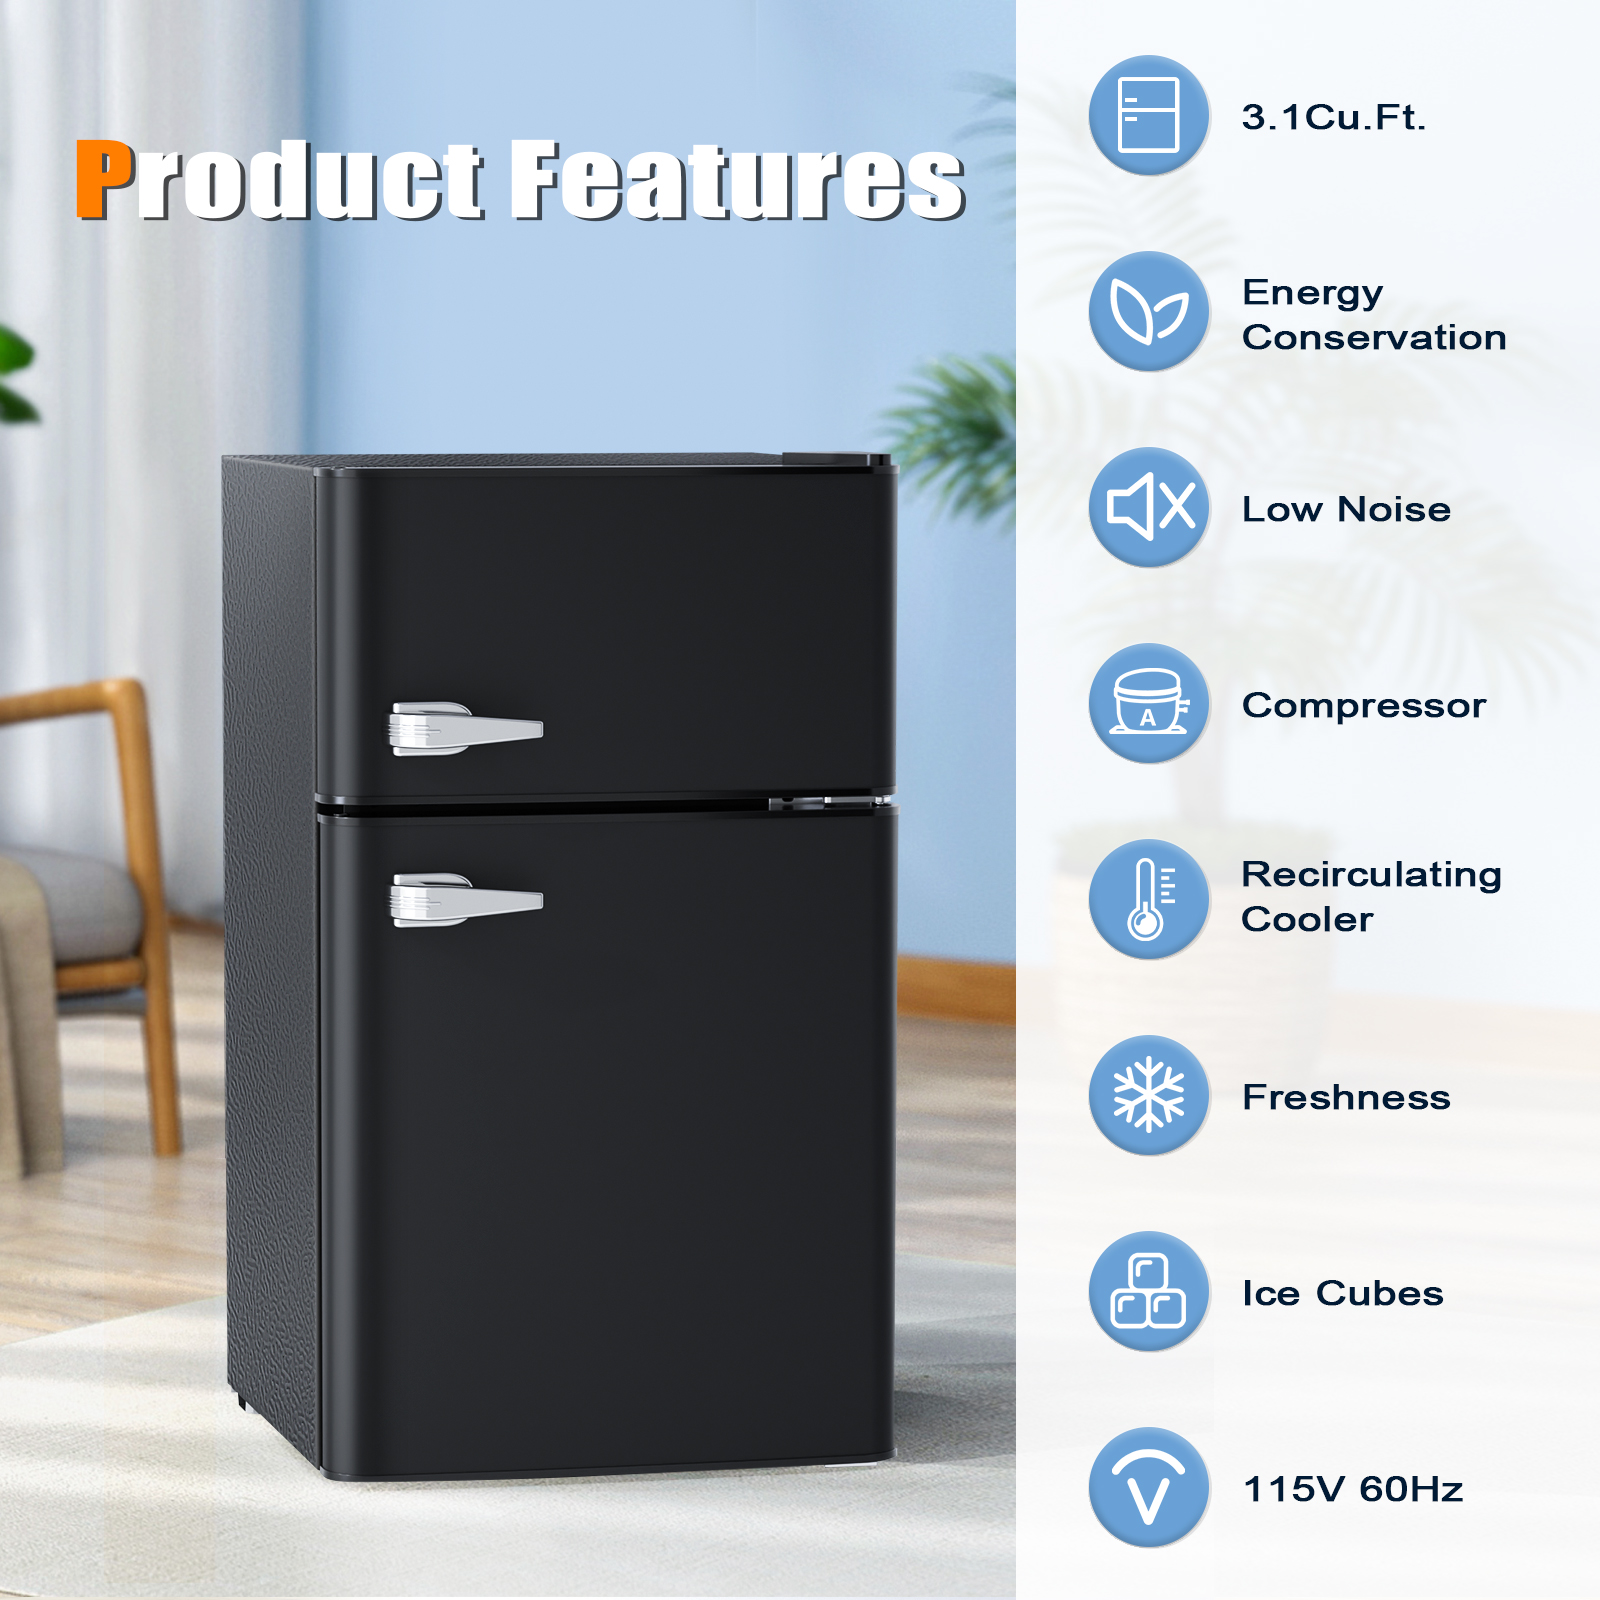 Product Features
3.1Cu.Ft.
Energy
Conservation
Low Noise
A
Compressor
Recirculating
Cooler
Freshness
Ice Cubes
V
115V 60Hz